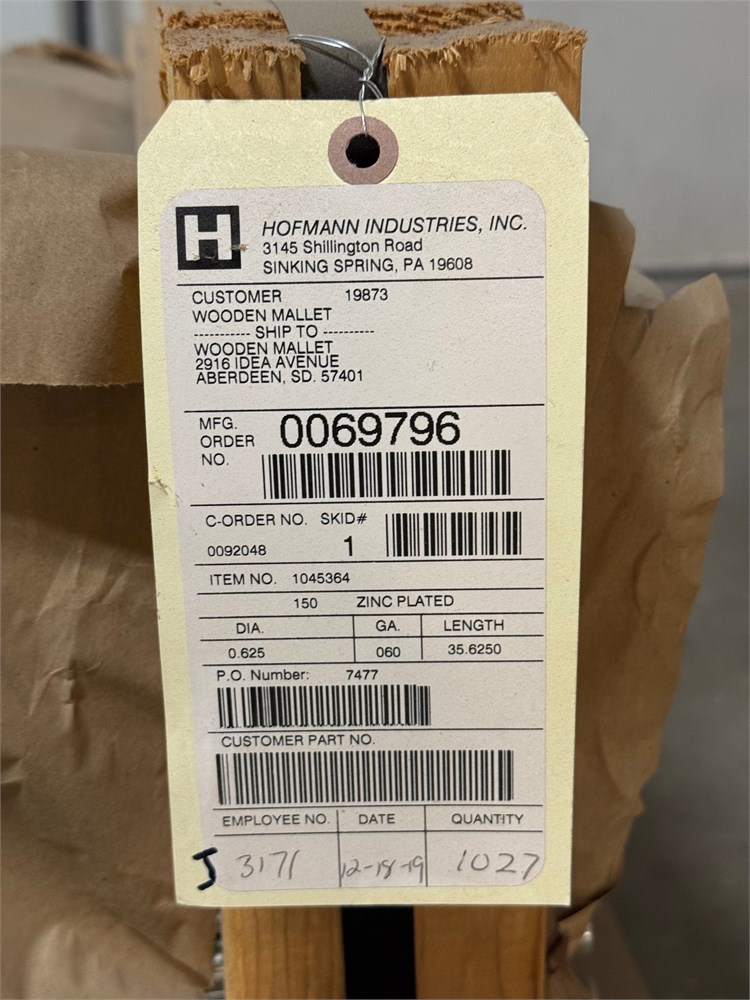 H
HOFMANN INDUSTRIES, INC.
3145 Shillington Road
SINKING SPRING, PA 19608
CUSTOMER 19873
WOODEN MALLET
----------- SHIP TO ----------
WOODEN MALLET
2916 IDEA AVENUE
ABERDEEN, SD. 57401
MFG. ORDER NO. 0069796
C-ORDER NO. SKID#
0092048 1
ITEM NO. 1045364
150 ZINC PLATED
DIA. GA. LENGTH
0.625 060 35.6250
P.O. Number: 7477
CUSTOMER PART NO.
EMPLOYEE NO. DATE QUANTITY
J 3171 12-18-19 1027